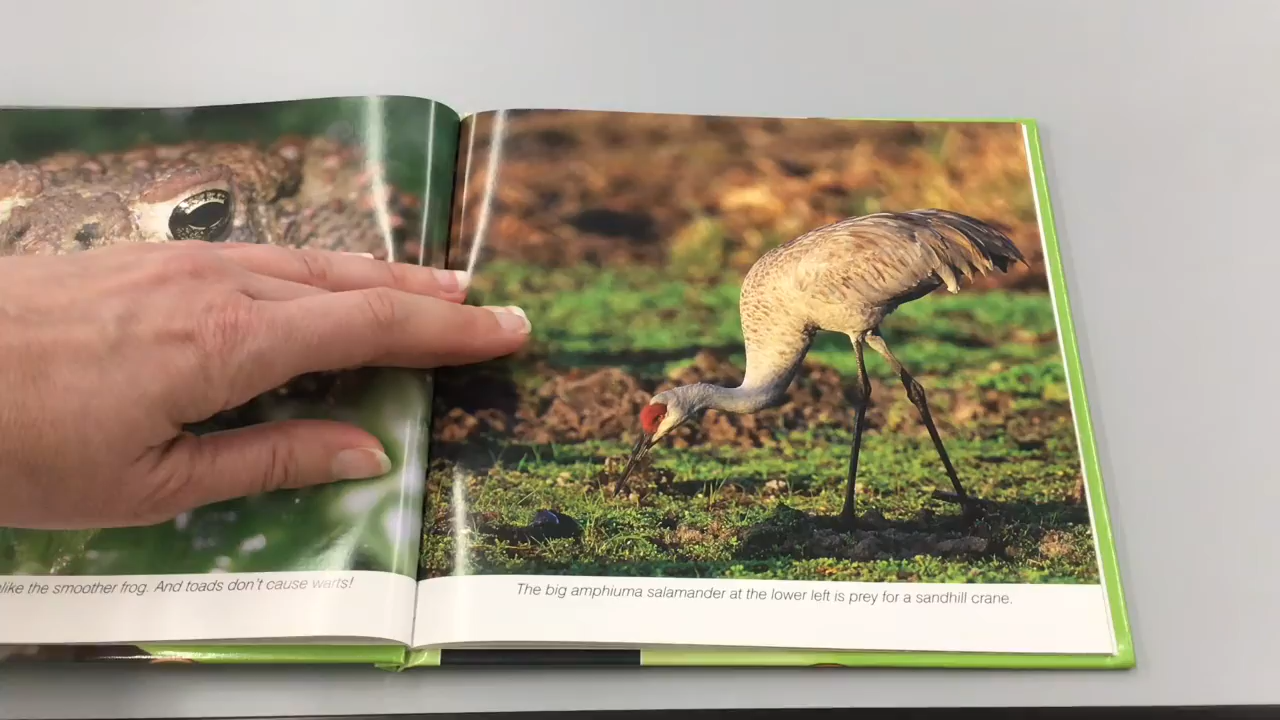 like the smoother frog. And toads don't cause warts!
The big amphiuma salamander at the lower left is prey for a sandhill crane.